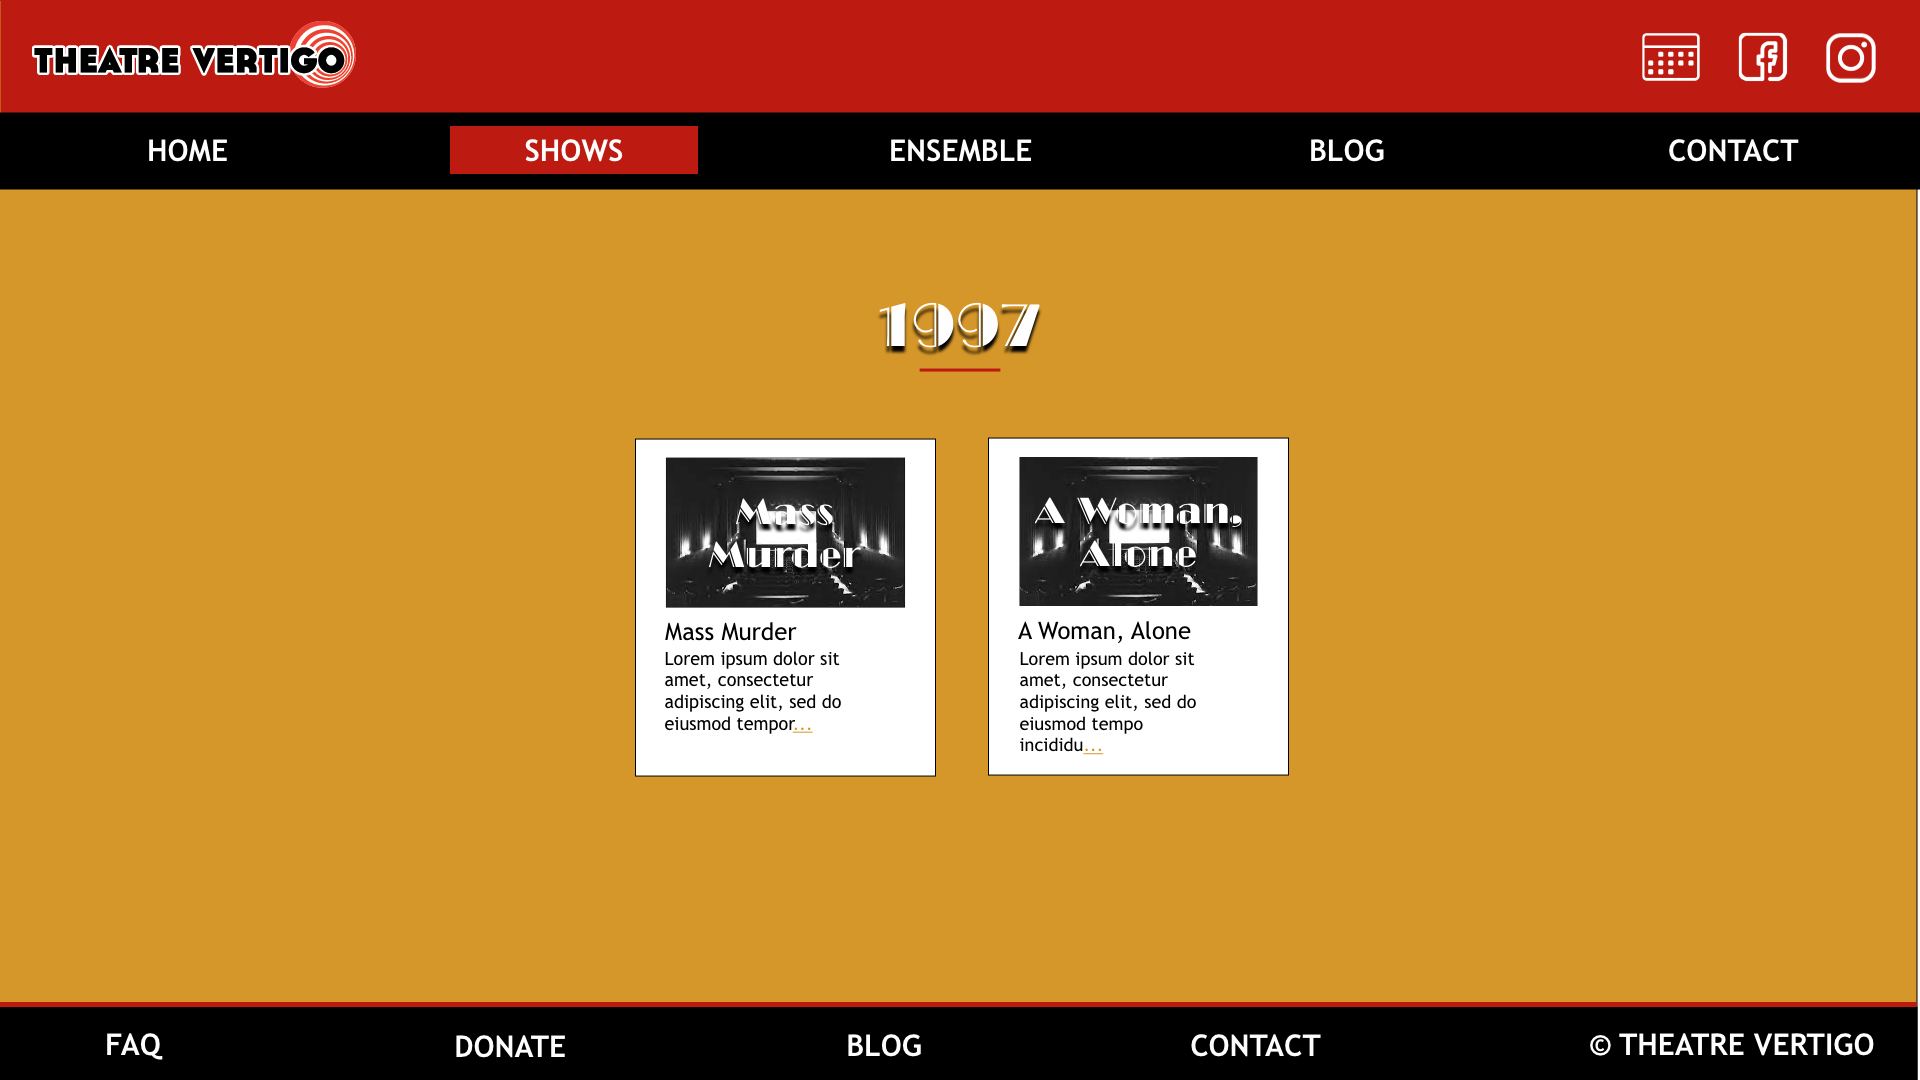 THEATRE VERTIGO
HOME SHOWS ENSEMBLE BLOG CONTACT
1997
Mass
Murder
Mass Murder
Lorem ipsum dolor sit
amet, consectetur
adipiscing elit, sed do
eiusmod tempor...
A Woman,
Alone
A Woman, Alone
Lorem ipsum dolor sit
amet, consectetur
adipiscing elit, sed do
eiusmod tempo
incididu...
FAQ DONATE BLOG CONTACT © THEATRE VERTIGO